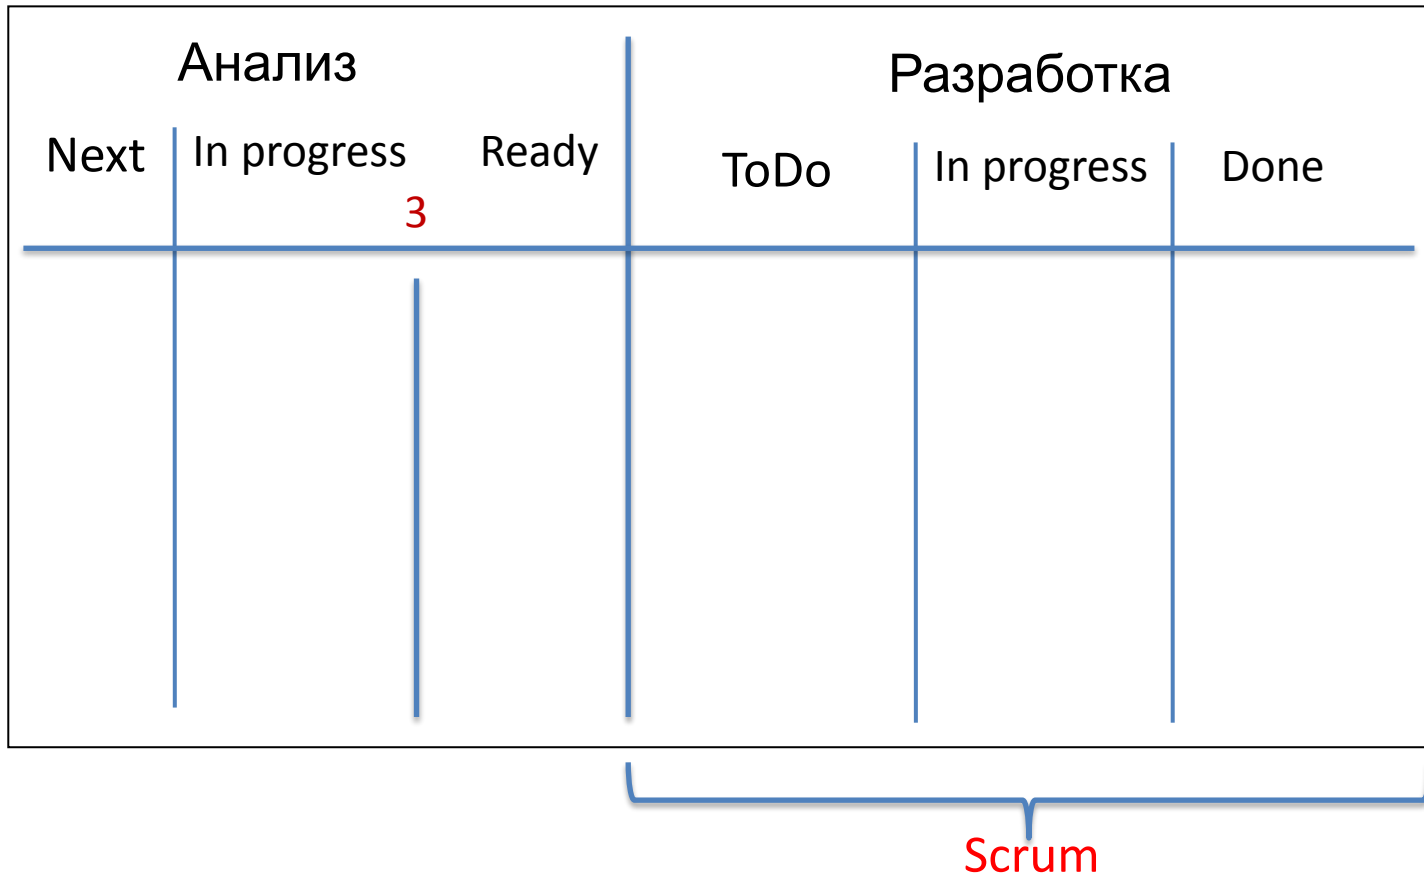 Анализ
Разработка
Next
In progress
Ready
ToDo
In progress
Done
3
Scrum